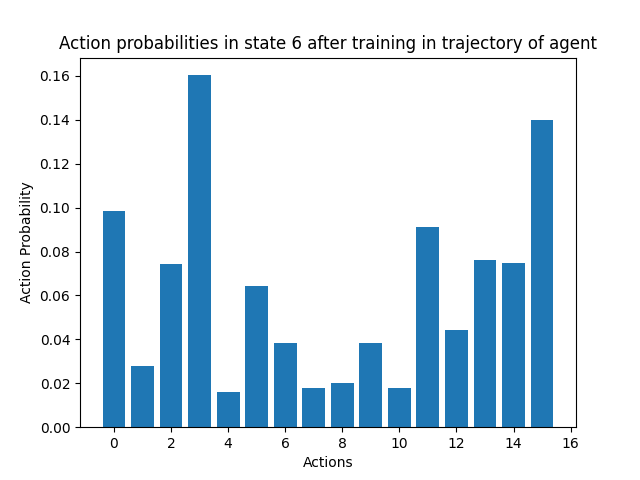 Action probabilities in state 6 after training in trajectory of agent
0.16
0.14
0.12
0.10
0.08
0.06
0.04
0.02
0.00
Action Probability
0 2 4 6 8 10 12 14 16
Actions